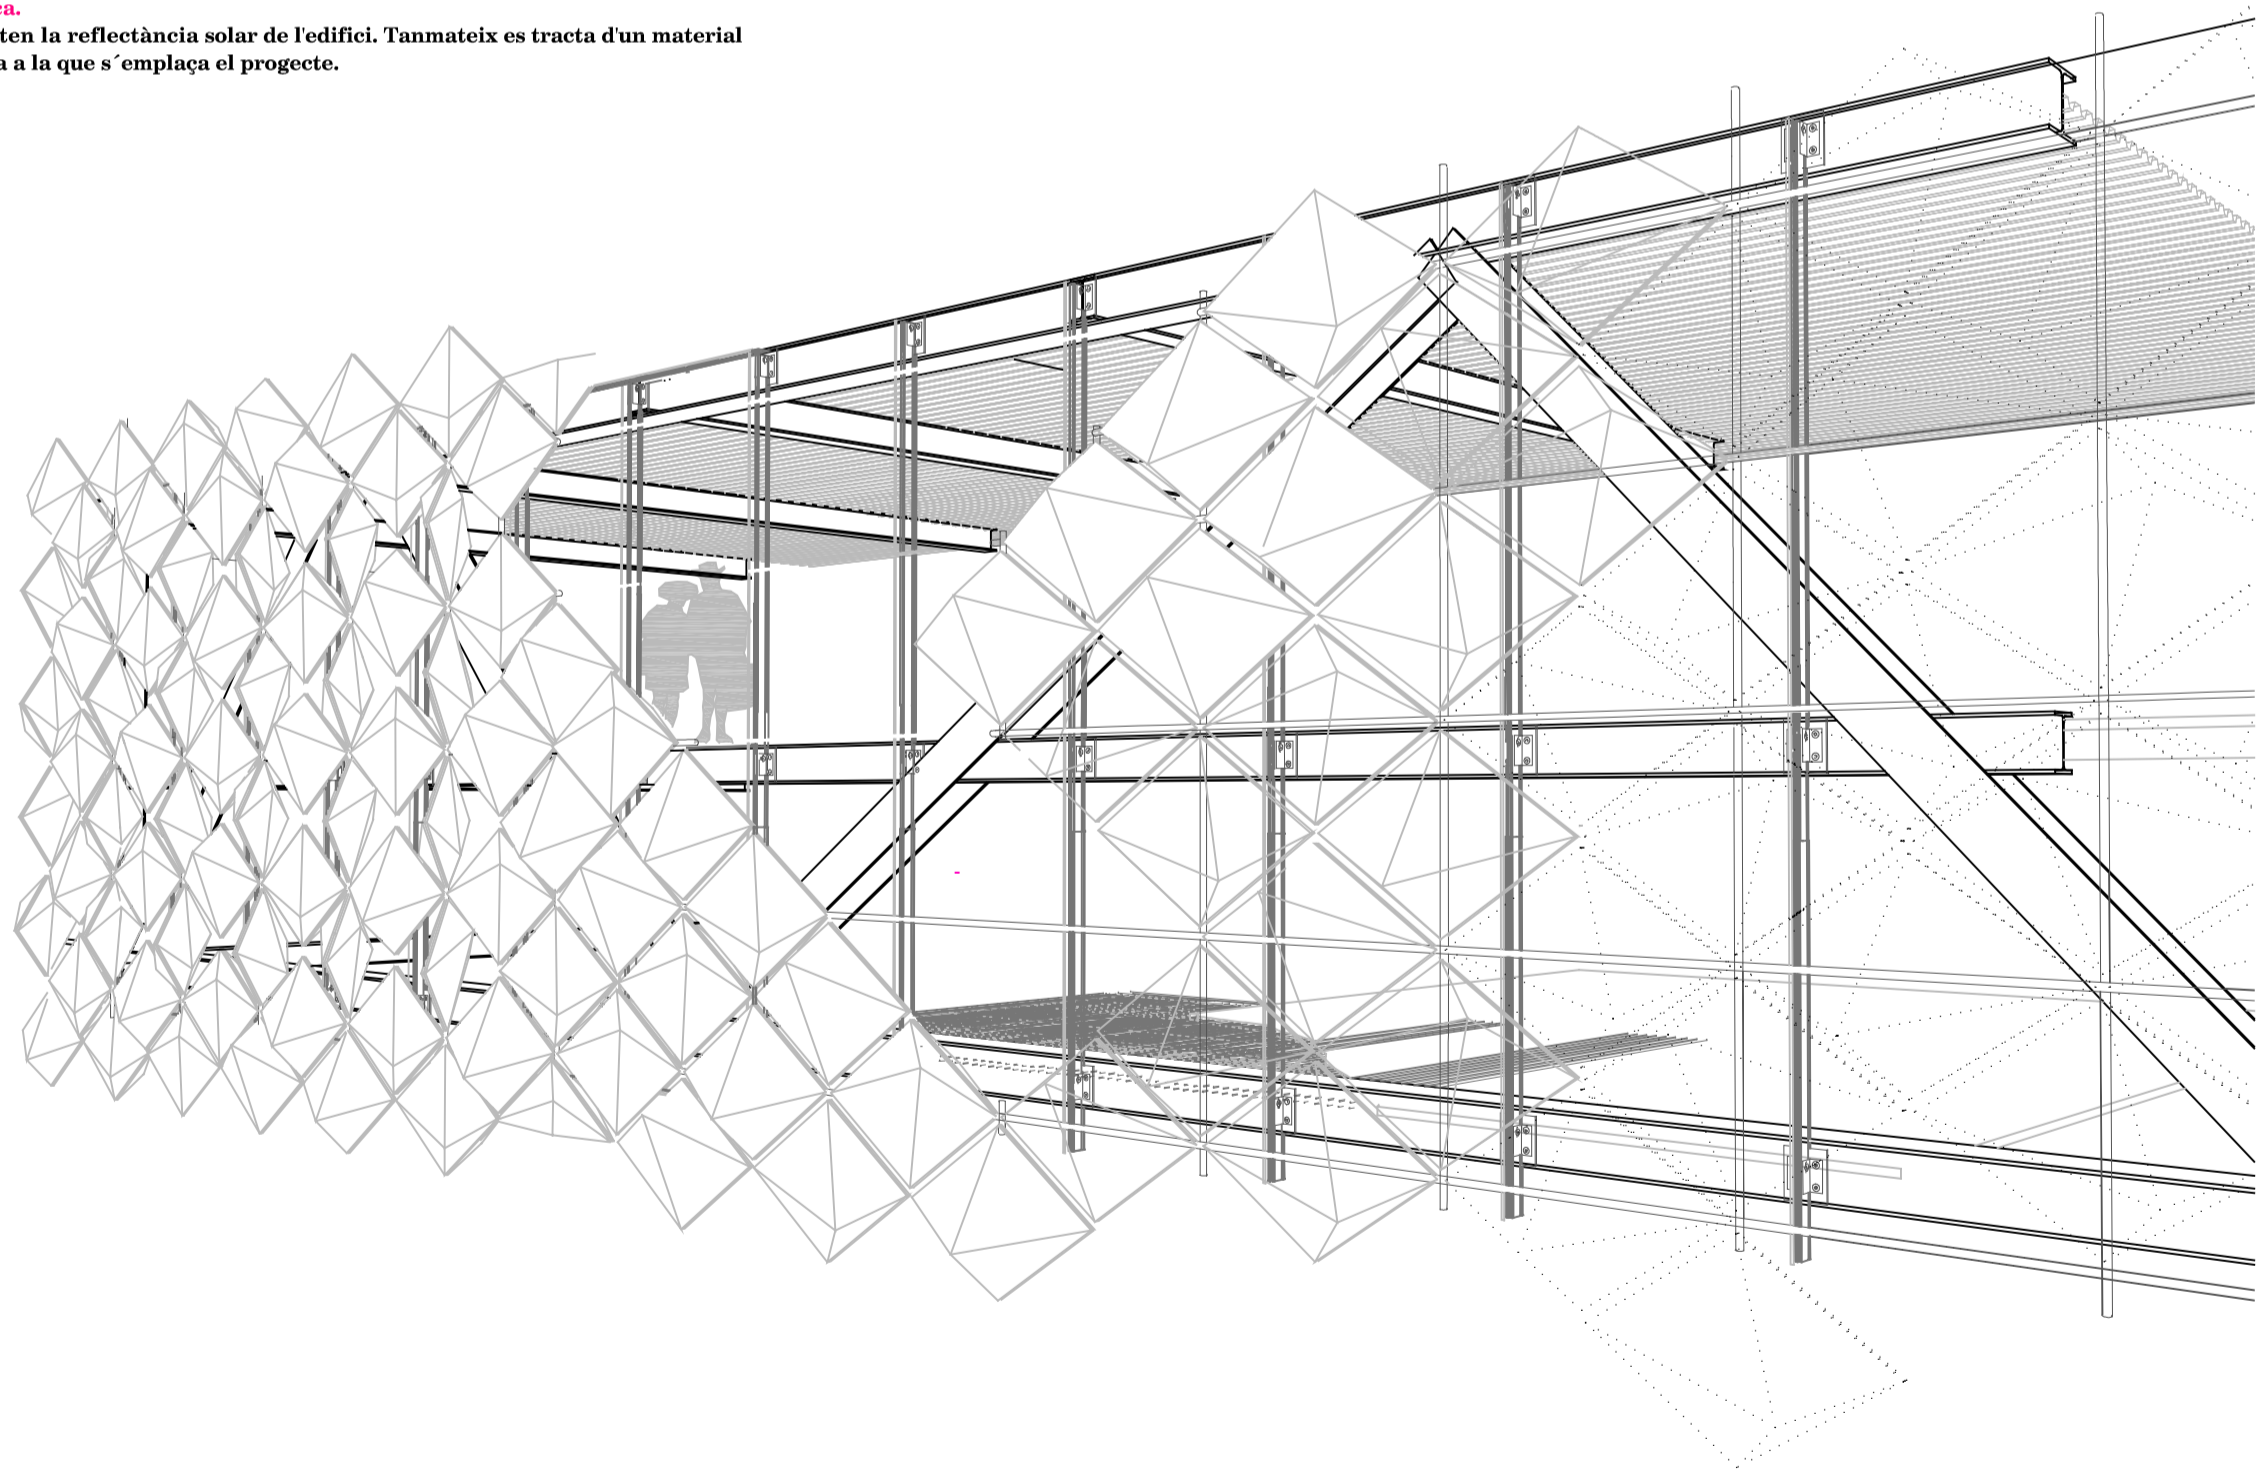 ca.
ten la reflectància solar de l'edifici. Tanmateix es tracta d'un material
a a la que s´emplaça el progecte.